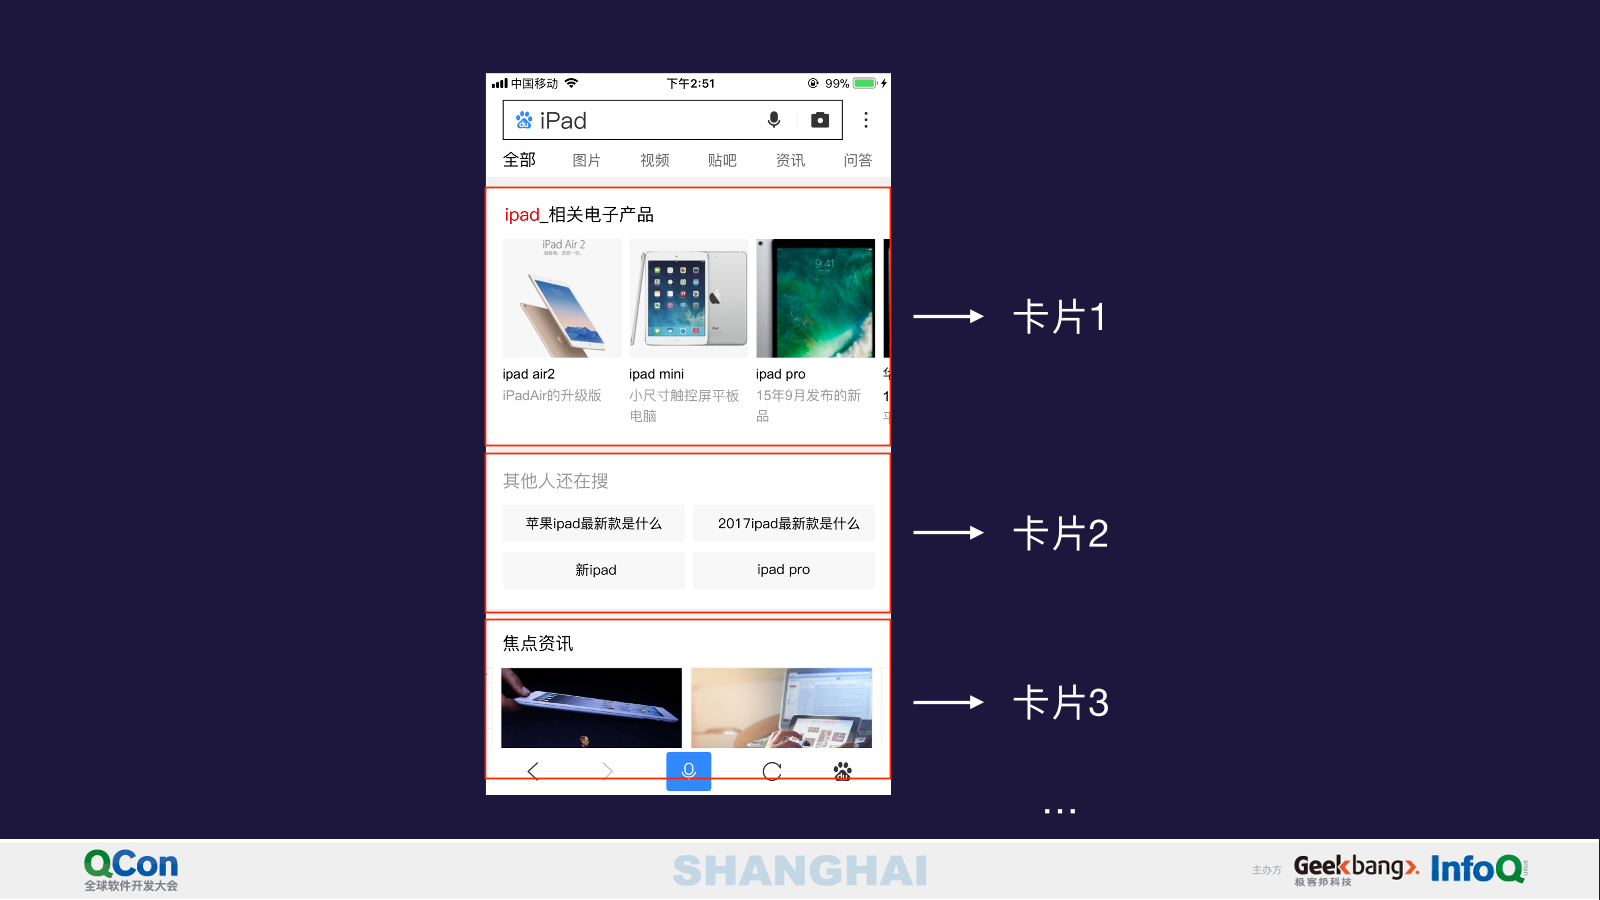 中国移动 下午2:51 99%
iPad
全部 图片 视频 贴吧 资讯 问答
ipad_相关电子产品
iPad Air 2
9:41
iPad
ipad air2 ipad mini ipad pro
iPadAir的升级版 小尺寸触控屏平板电脑 15年9月发布的新品
卡片1
其他人还在搜
苹果ipad最新款是什么 2017ipad最新款是什么
新ipad ipad pro
卡片2
焦点资讯
卡片3
...
QCon
全球软件开发大会
SHANGHAI
主办方
Geekbang>.
极客邦科技
InfoQ